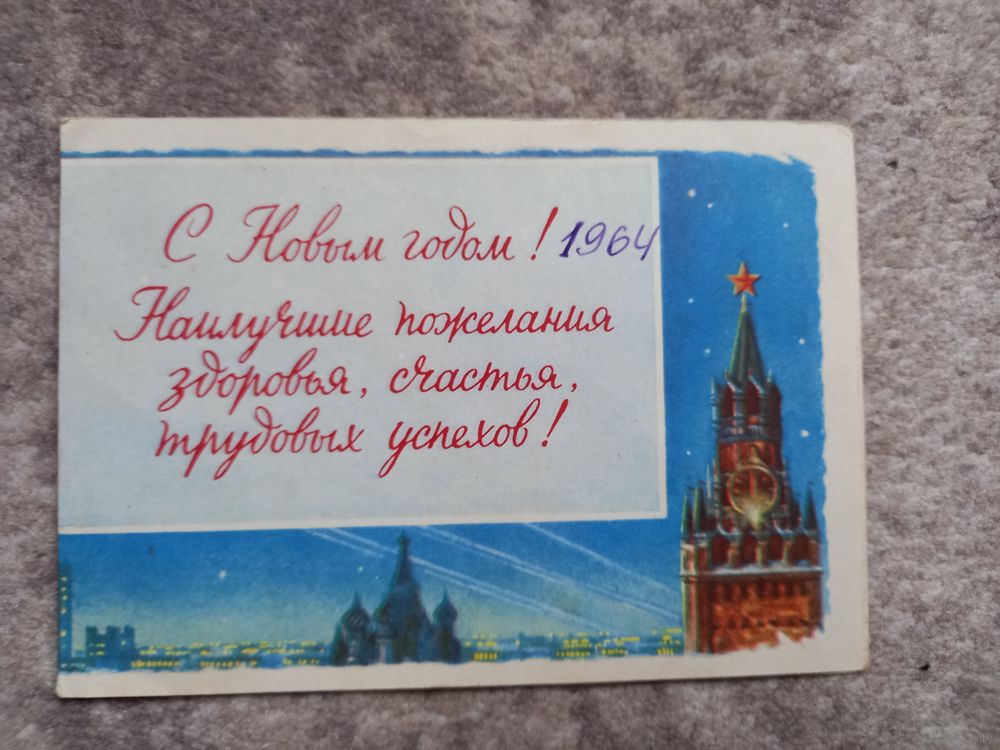 С Новым годом! 1964
Наилучшие пожелания
здоровья, счастья,
трудовых успехов!